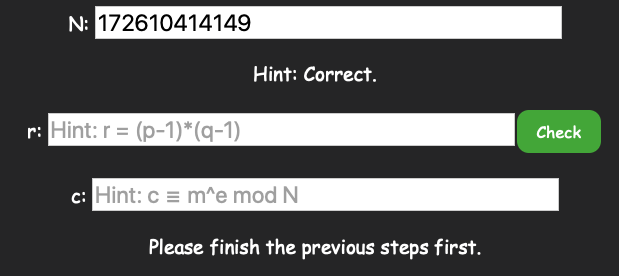 N: 172610414149
Hint: Correct.
r: Hint: r = (p-1)*(q-1) Check
c: Hint: c ≡ m^e mod N
Please finish the previous steps first.